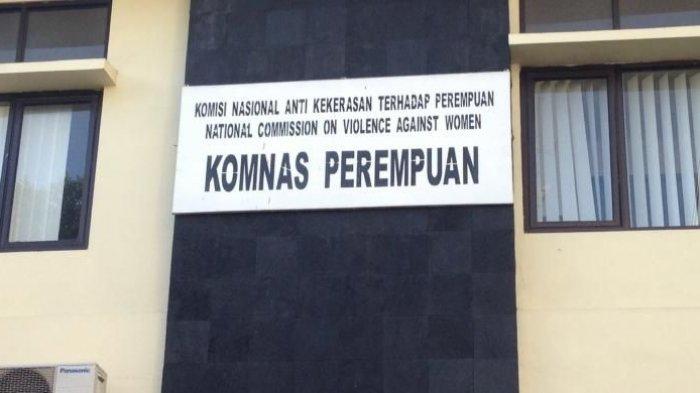 KOMISI NASIONAL ANTI KEKERASAN TERHADAP PEREMPUAN
NATIONAL COMMISSION ON VIOLENCE AGAINST WOMEN
KOMNAS PEREMPUAN
Panasonic